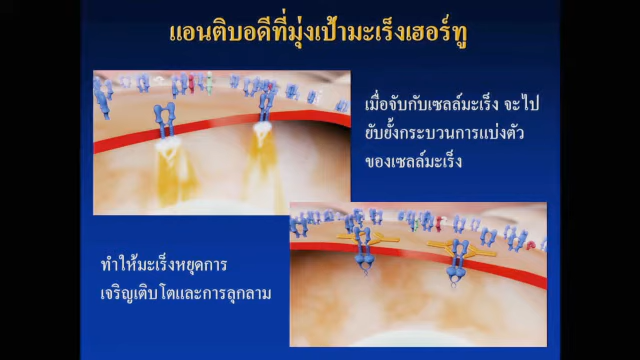 แอนติบอดีที่มุ่งเป้ามะเร็งเฮอร์ทู
เมื่อจับกับเซลล์มะเร็ง จะไป
ยับยั้งกระบวนการแบ่งตัว
ของเซลล์มะเร็ง
ทำให้มะเร็งหยุดการ
เจริญเติบโตและการลุกลาม